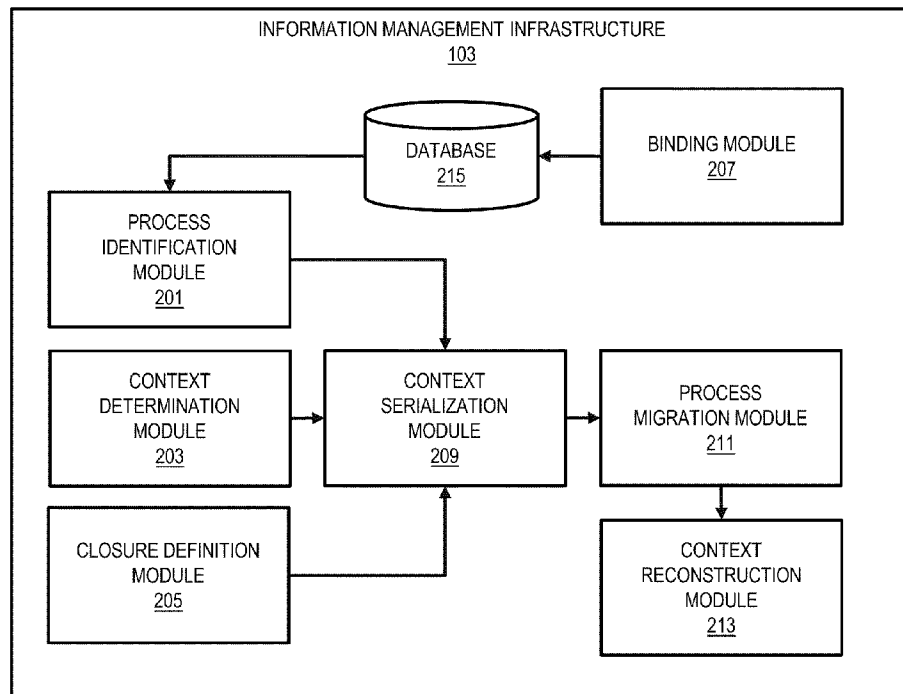 INFORMATION MANAGEMENT INFRASTRUCTURE
103
DATABASE
215
BINDING MODULE
207
PROCESS
IDENTIFICATION
MODULE
201
CONTEXT
DETERMINATION
MODULE
203
CONTEXT
SERIALIZATION
MODULE
209
PROCESS
MIGRATION MODULE
211
CLOSURE DEFINITION
MODULE
205
CONTEXT
RECONSTRUCTION
MODULE
213